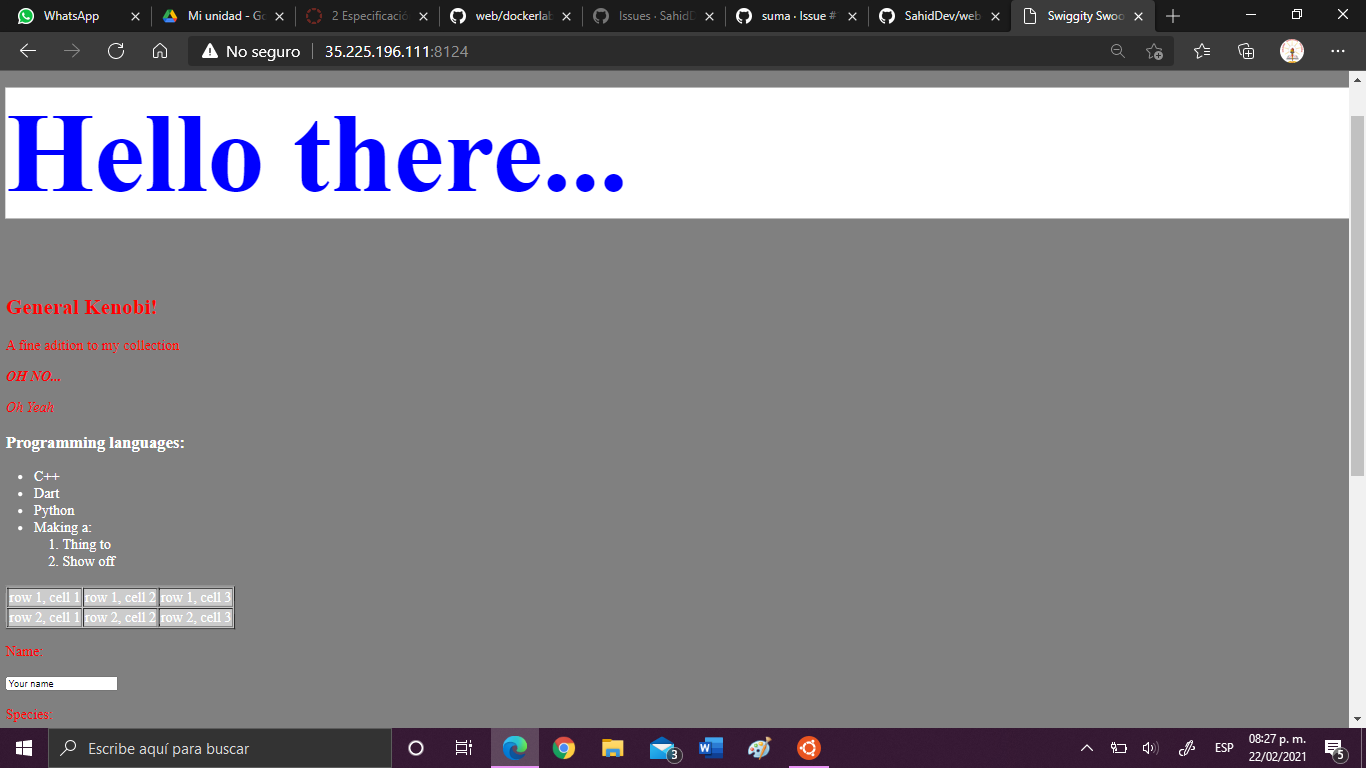 WhatsApp
Mi unidad - Go
2 Especificació
web/dockerlab
Issues · SahidD
suma · Issue #
SahidDev/web
Swiggity Swoo
No seguro
35.225.196.111:8124
Hello there...
General Kenobi!
A fine adition to my collection
OH NO...
Oh Yeah
Programming languages:
• C++
• Dart
• Python
• Making a:
1. Thing to
2. Show off
row 1, cell 1 row 1, cell 2 row 1, cell 3
row 2, cell 1 row 2, cell 2 row 2, cell 3
Name:
Your name
Species:
Escribe aquí para buscar
3
W
ESP
08:27 p. m.
22/02/2021
5